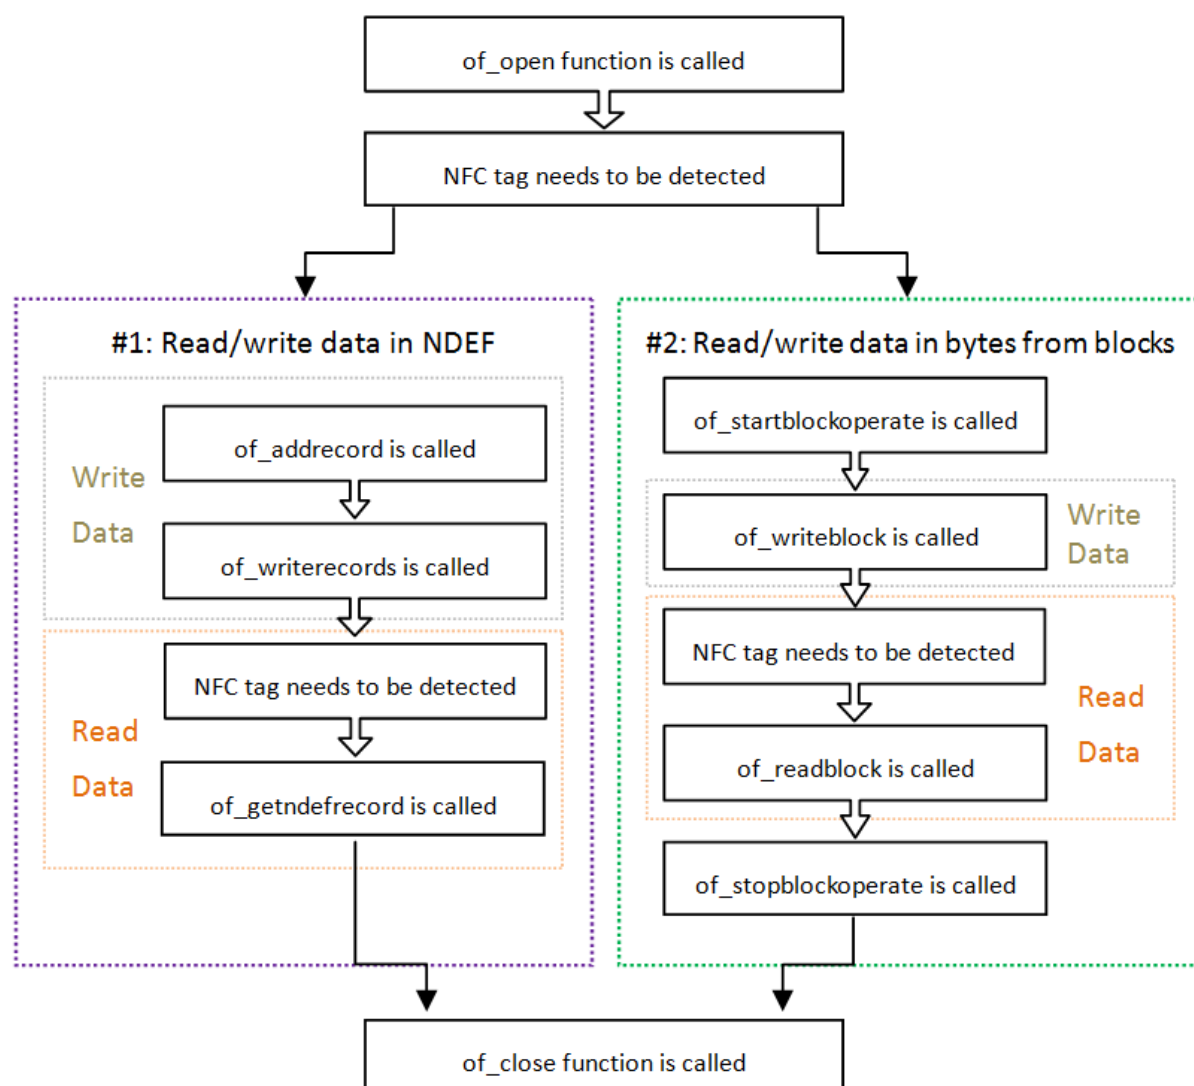 of_open function is called
NFC tag needs to be detected
#1: Read/write data in NDEF
Write
Data
of_addrecord is called
of_writerecords is called
Read
Data
NFC tag needs to be detected
of_getndefrecord is called
#2: Read/write data in bytes from blocks
of_startblockoperate is called
of_writeblock is called
Write
Data
NFC tag needs to be detected
of_readblock is called
Read
Data
of_stopblockoperate is called
of_close function is called